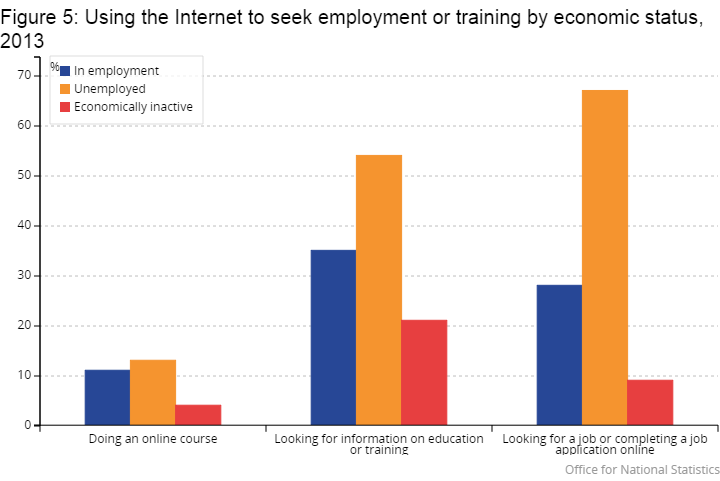 Figure 5: Using the Internet to seek employment or training by economic status,
2013
%
In employment
Unemployed
Economically inactive
70
60
50
40
30
20
10
0
Doing an online course
Looking for information on education
or training
Looking for a job or completing a job
application online
Office for National Statistics